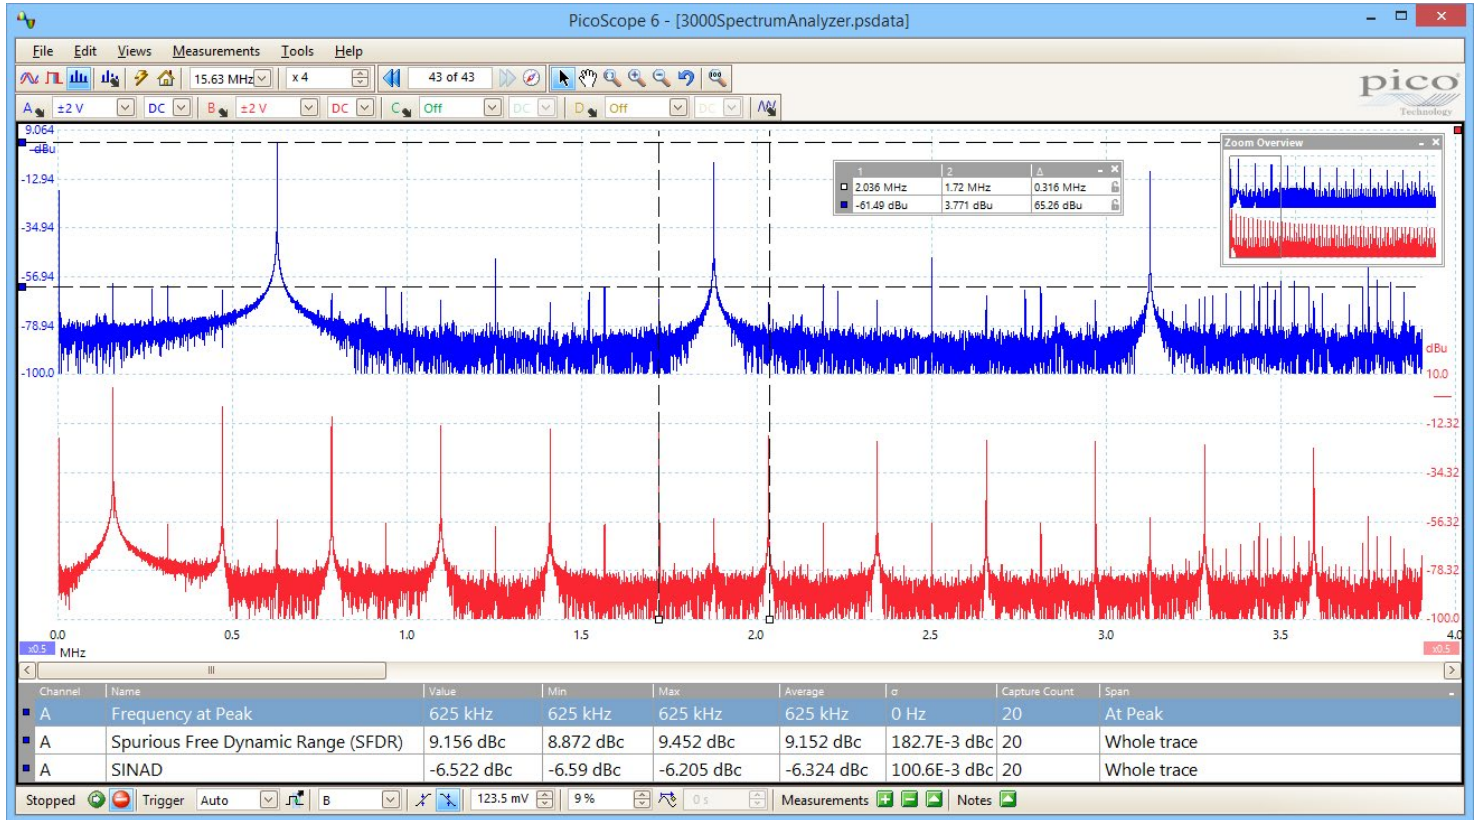 PicoScope 6 - [3000SpectrumAnalyzer.psdata]
File Edit Views Measurements Tools Help
15.63 MHz x 4 43 of 43
pico
Technology
A ±2 V DC B ±2 V DC C Off DC D Off DC
9.064
dBu
-12.94
-34.94
-56.94
-78.94
-100.0
1 2 Δ
2.036 MHz 1.72 MHz 0.316 MHz
-61.49 dBu 3.771 dBu 65.26 dBu
Zoom Overview
dBu
10.0
-12.32
-34.32
-56.32
-78.32
-100.0
0.0 0.5 1.0 1.5 2.0 2.5 3.0 3.5 4.0
x0.5 MHz x0.5
Channel Name Value Min Max Average σ Capture Count Span
A Frequency at Peak 625 kHz 625 kHz 625 kHz 625 kHz 0 Hz 20 At Peak
A Spurious Free Dynamic Range (SFDR) 9.156 dBc 8.872 dBc 9.452 dBc 9.152 dBc 182.7E-3 dBc 20 Whole trace
A SINAD -6.522 dBc -6.59 dBc -6.205 dBc -6.324 dBc 100.6E-3 dBc 20 Whole trace
Stopped Trigger Auto B 123.5 mV 9 % 0 s Measurements Notes